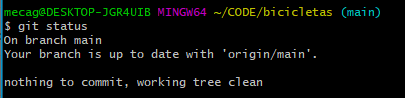 mecag@DESKTOP-JGR4UIB MINGW64 ~/CODE/bicicletas (main)
$ git status
On branch main
Your branch is up to date with 'origin/main'.

nothing to commit, working tree clean